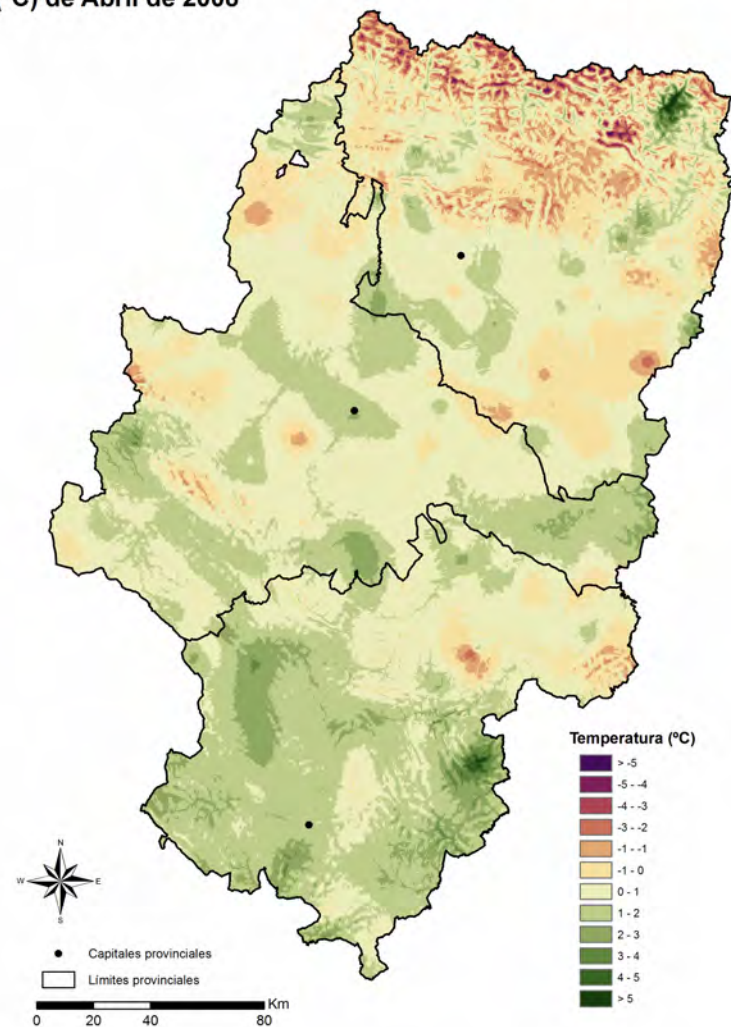 C) de Abril de 2008
Temperatura (ºC)
> -5
-5 - -4
-4 - -3
-3 - -2
-1 - -1
-1 - 0
0 - 1
1 - 2
2 - 3
3 - 4
4 - 5
> 5
N
W
E
S
Capitales provinciales
Límites provinciales
Km
0 20 40 80